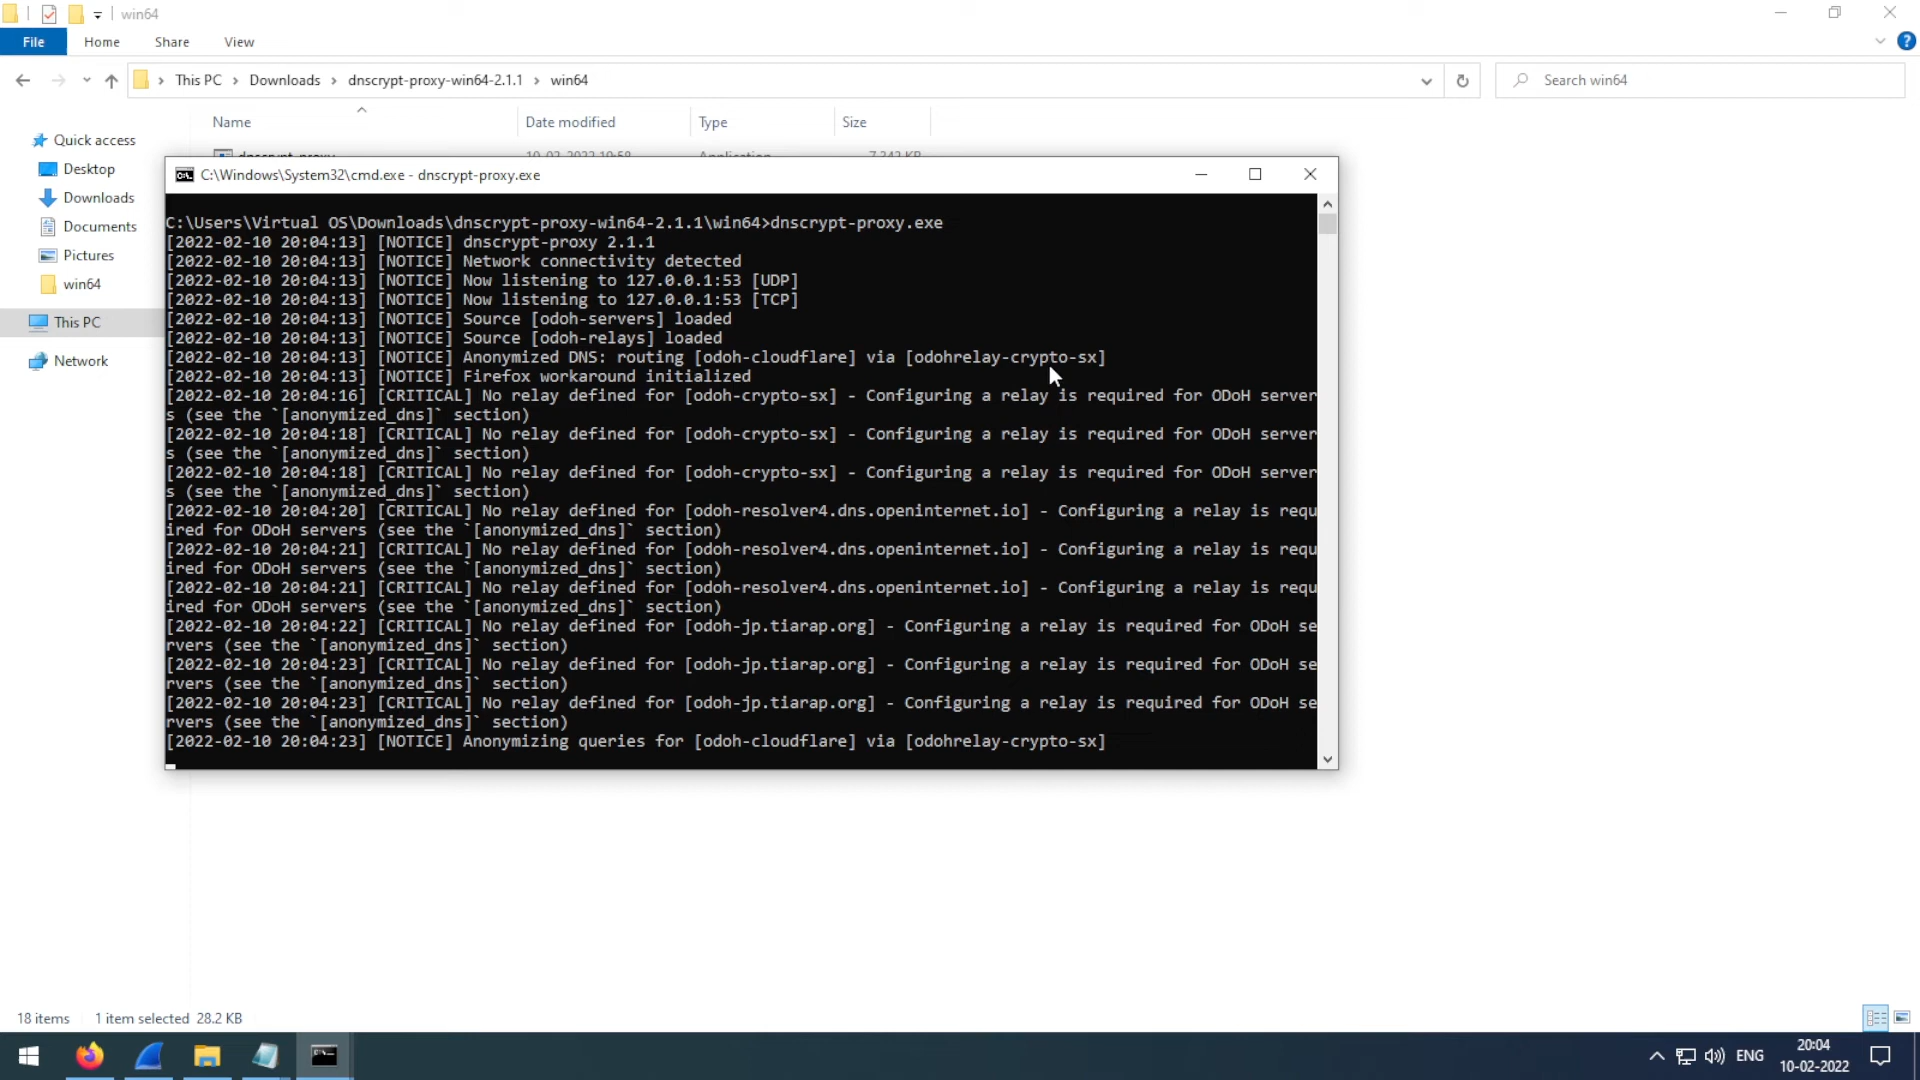 win64
File Home Share View
This PC > Downloads > dnscrypt-proxy-win64-2.1.1 > win64
Search win64
Name Date modified Type Size
Quick access
Desktop
Downloads
Documents
Pictures
win64
This PC
Network
dnscrypt-proxy 10-02-2022 19:58 Application 7,242 KB
C:\Windows\System32\cmd.exe - dnscrypt-proxy.exe
C:\Users\Virtual OS\Downloads\dnscrypt-proxy-win64-2.1.1\win64>dnscrypt-proxy.exe
[2022-02-10 20:04:13] [NOTICE] dnscrypt-proxy 2.1.1
[2022-02-10 20:04:13] [NOTICE] Network connectivity detected
[2022-02-10 20:04:13] [NOTICE] Now listening to 127.0.0.1:53 [UDP]
[2022-02-10 20:04:13] [NOTICE] Now listening to 127.0.0.1:53 [TCP]
[2022-02-10 20:04:13] [NOTICE] Source [odoh-servers] loaded
[2022-02-10 20:04:13] [NOTICE] Source [odoh-relays] loaded
[2022-02-10 20:04:13] [NOTICE] Anonymized DNS: routing [odoh-cloudflare] via [odohrelay-crypto-sx]
[2022-02-10 20:04:13] [NOTICE] Firefox workaround initialized
[2022-02-10 20:04:16] [CRITICAL] No relay defined for [odoh-crypto-sx] - Configuring a relay is required for ODoH server
s (see the `[anonymized_dns]` section)
[2022-02-10 20:04:18] [CRITICAL] No relay defined for [odoh-crypto-sx] - Configuring a relay is required for ODoH server
s (see the `[anonymized_dns]` section)
[2022-02-10 20:04:18] [CRITICAL] No relay defined for [odoh-crypto-sx] - Configuring a relay is required for ODoH server
s (see the `[anonymized_dns]` section)
[2022-02-10 20:04:20] [CRITICAL] No relay defined for [odoh-resolver4.dns.openinternet.io] - Configuring a relay is requ
ired for ODoH servers (see the `[anonymized_dns]` section)
[2022-02-10 20:04:21] [CRITICAL] No relay defined for [odoh-resolver4.dns.openinternet.io] - Configuring a relay is requ
ired for ODoH servers (see the `[anonymized_dns]` section)
[2022-02-10 20:04:21] [CRITICAL] No relay defined for [odoh-resolver4.dns.openinternet.io] - Configuring a relay is requ
ired for ODoH servers (see the `[anonymized_dns]` section)
[2022-02-10 20:04:22] [CRITICAL] No relay defined for [odoh-jp.tiarap.org] - Configuring a relay is required for ODoH se
rvers (see the `[anonymized_dns]` section)
[2022-02-10 20:04:23] [CRITICAL] No relay defined for [odoh-jp.tiarap.org] - Configuring a relay is required for ODoH se
rvers (see the `[anonymized_dns]` section)
[2022-02-10 20:04:23] [CRITICAL] No relay defined for [odoh-jp.tiarap.org] - Configuring a relay is required for ODoH se
rvers (see the `[anonymized_dns]` section)
[2022-02-10 20:04:23] [NOTICE] Anonymizing queries for [odoh-cloudflare] via [odohrelay-crypto-sx]
18 items 1 item selected 28.2 KB
ENG
20:04
10-02-2022